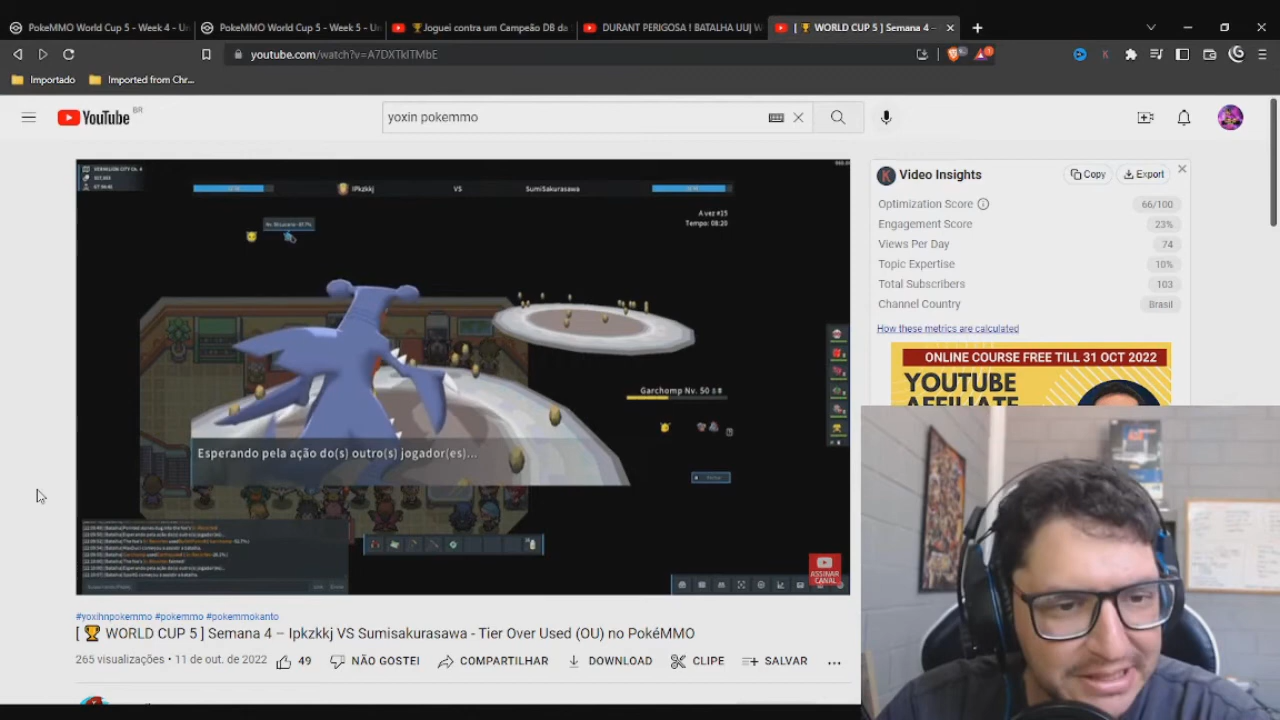 PokeMMO World Cup 5 - Week 4 - Un
PokeMMO World Cup 5 - Week 5 - Un
🏆Joguei contra um Campeão DB da
DURANT PERIGOSA ! BATALHA UU| W
[ 🏆 WORLD CUP 5 ] Semana 4 –
youtube.com/watch?v=A7DXTklTMbE
Importado
Imported from Chr...
YouTube BR
yoxin pokemmo
Ipkzkkj
VS
SumiSakurasawa
A vez #15
Tempo: 08:20
Garchomp Nv. 50
Esperando pela ação do(s) outro(s) jogador(es)...
ASSINAR
CANAL
#yoxihnpokemmo #pokemmo #pokemmokanto
[ 🏆 WORLD CUP 5 ] Semana 4 – Ipkzkkj VS Sumisakurasawa - Tier Over Used (OU) no PokéMMO
265 visualizações • 11 de out. de 2022
49
NÃO GOSTEI
COMPARTILHAR
DOWNLOAD
CLIPE
SALVAR
Video Insights
Copy
Export
Optimization Score
66/100
Engagement Score
23%
Views Per Day
74
Topic Expertise
10%
Total Subscribers
103
Channel Country
Brasil
How these metrics are calculated
ONLINE COURSE FREE TILL 31 OCT 2022
YOUTUBE